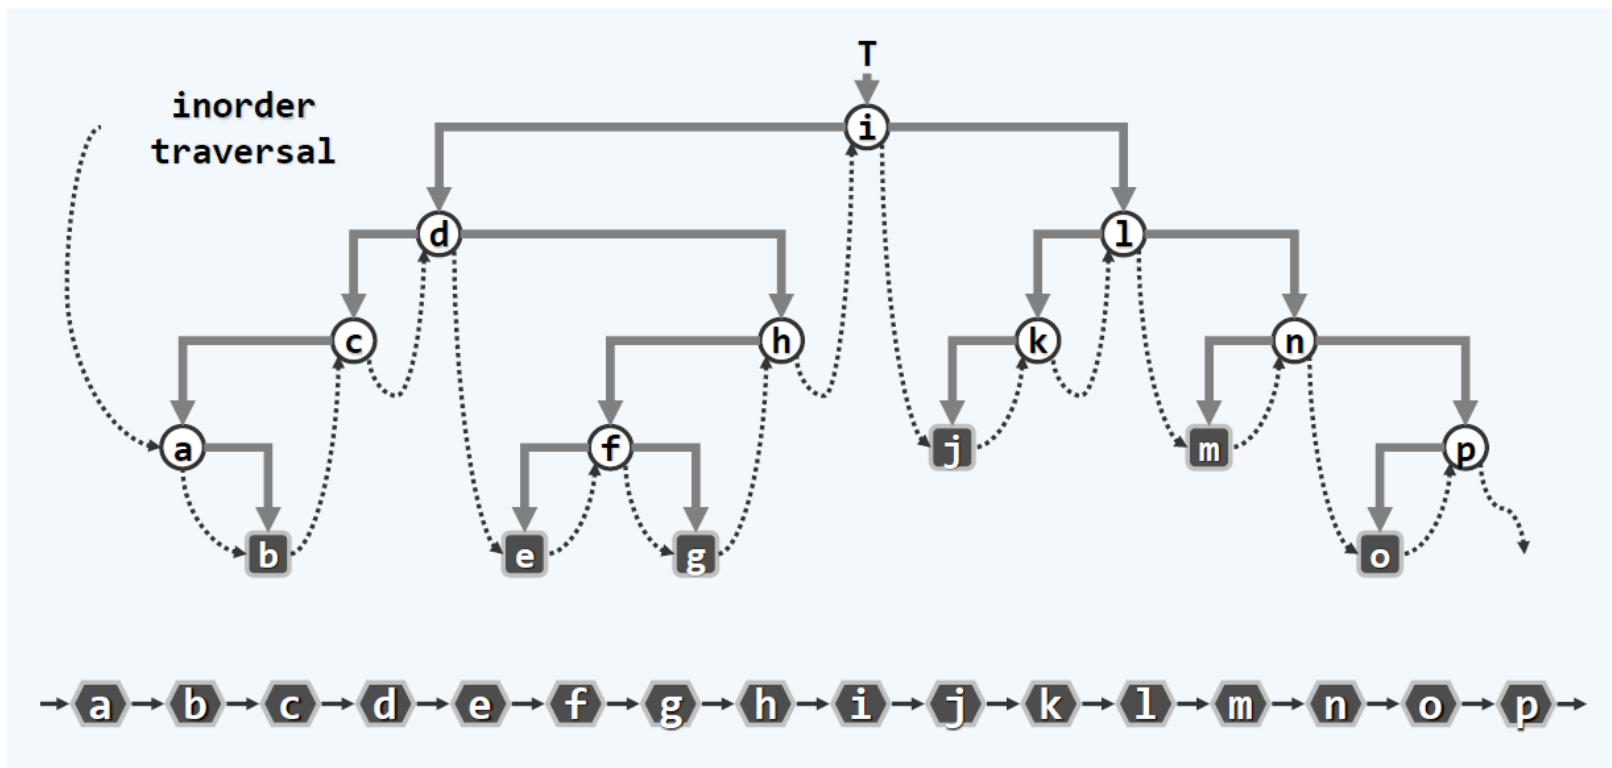 T
inorder
traversal
i
d l
c h k n
a f j m p
b e g o
a b c d e f g h i j k l m n o p